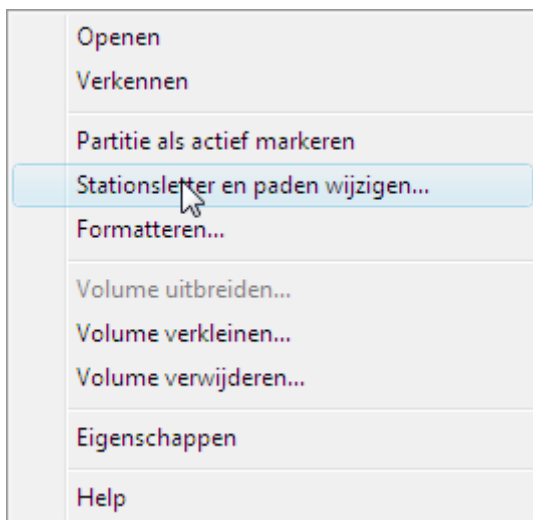 Openen
Verkennen
Partitie als actief markeren
Stationsletter en paden wijzigen...
Formatteren...
Volume uitbreiden...
Volume verkleinen...
Volume verwijderen...
Eigenschappen
Help